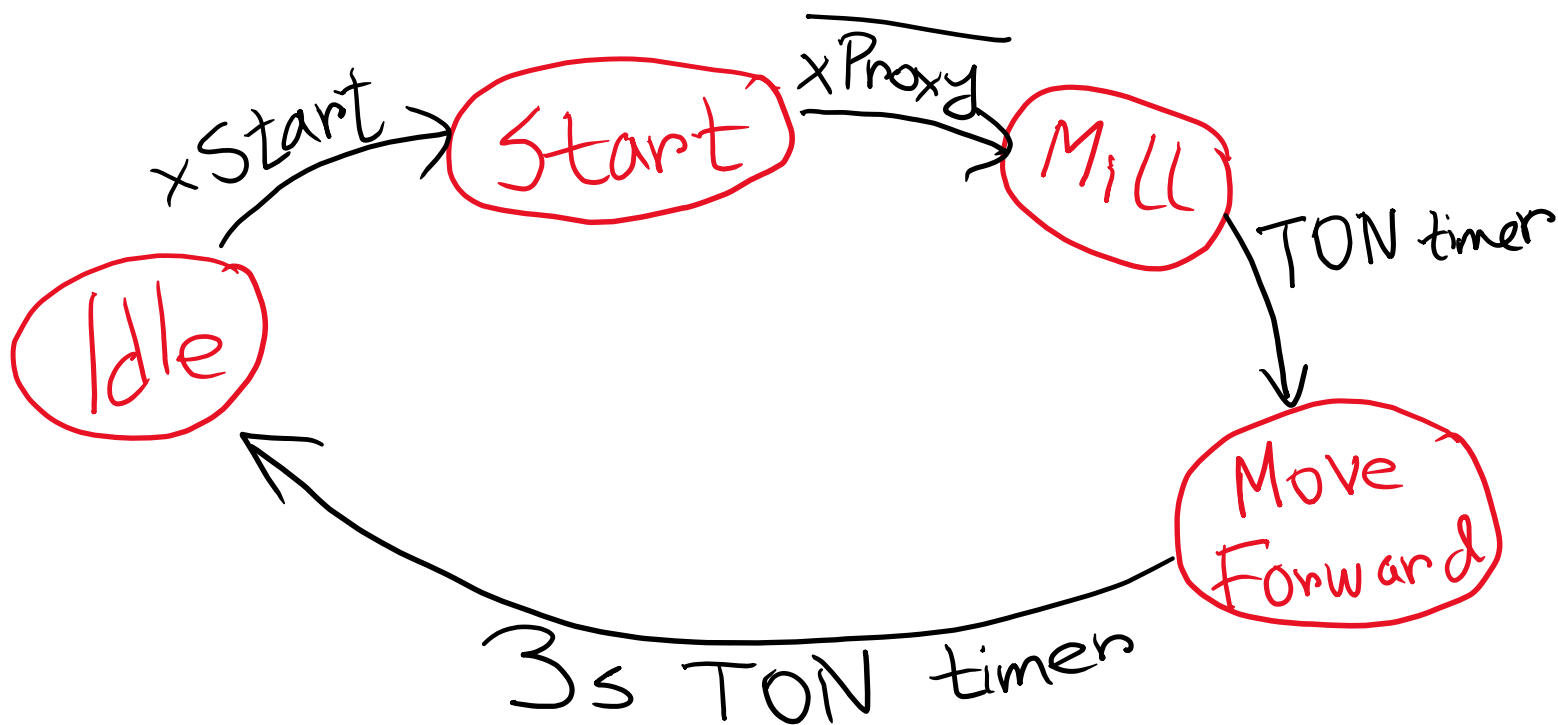 xStart
Start
xProxy
Mill
TON timer
Idle
Move
Forward
3s TON timer